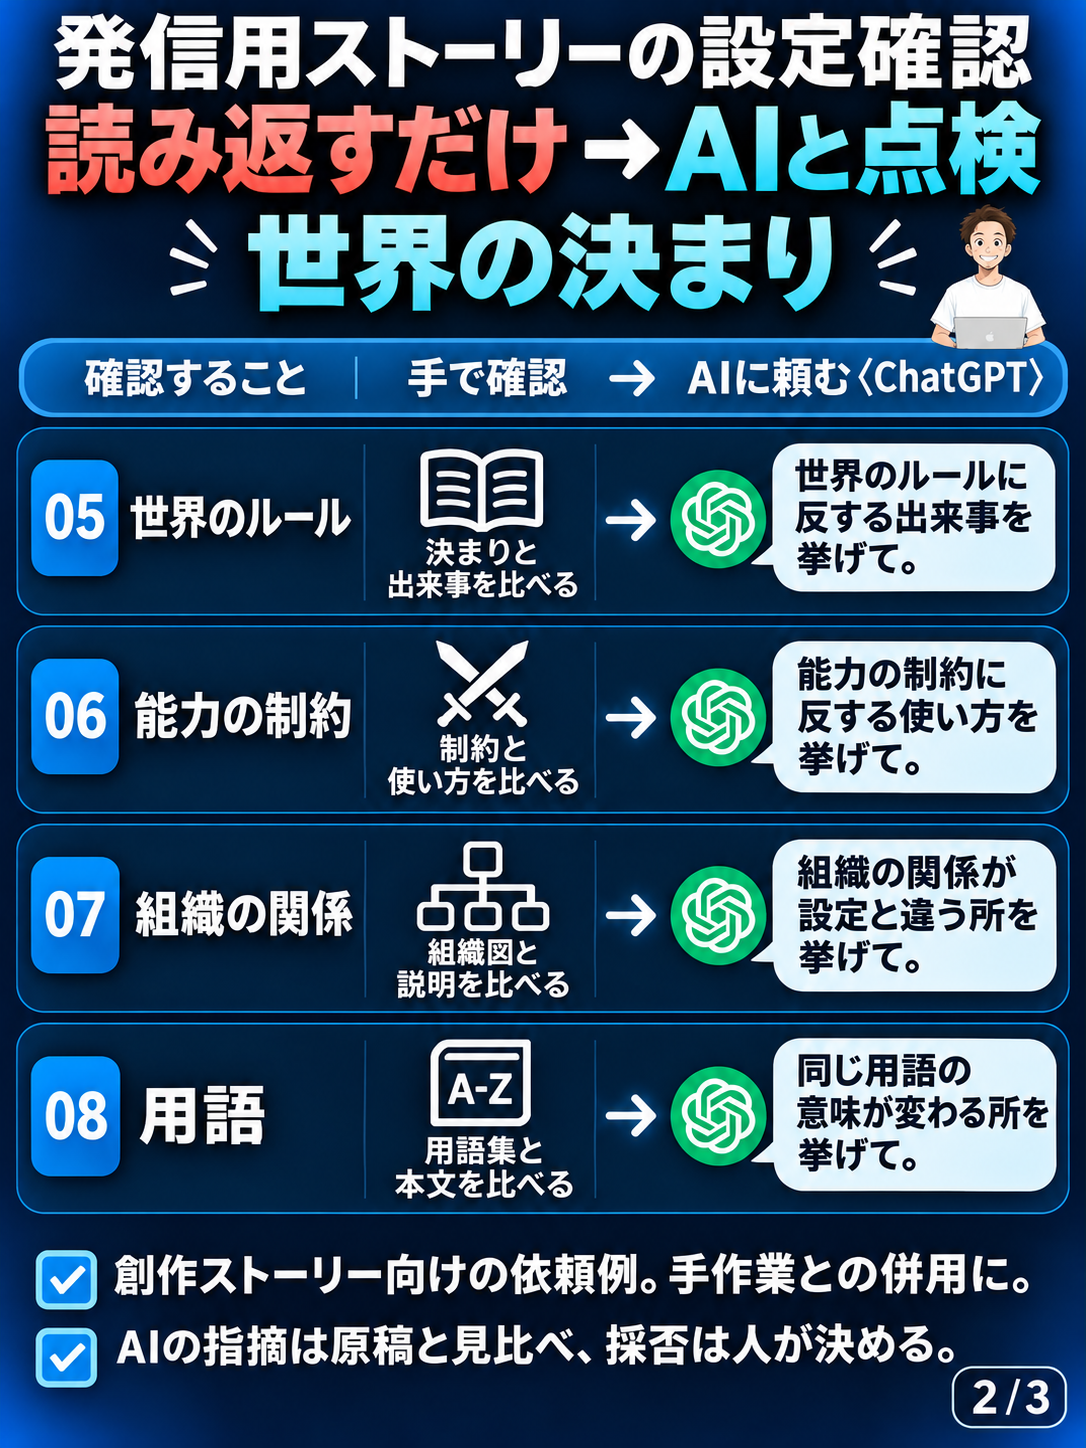 発信用ストーリーの設定確認
読み返すだけ→AIと点検
世界の決まり
確認すること 手で確認 → AIに頼む〈ChatGPT〉
05 世界のルール
決まりと
出来事を比べる
→
世界のルールに
反する出来事を
挙げて。
06 能力の制約
制約と
使い方を比べる
→
能力の制約に
反する使い方を
挙げて。
07 組織の関係
組織図と
説明を比べる
→
組織の関係が
設定と違う所を
挙げて。
08 用語
A-Z
用語集と
本文を比べる
→
同じ用語の
意味が変わる所を
挙げて。
創作ストーリー向けの依頼例。手作業との併用に。
AIの指摘は原稿と見比べ、採否は人が決める。
2/3